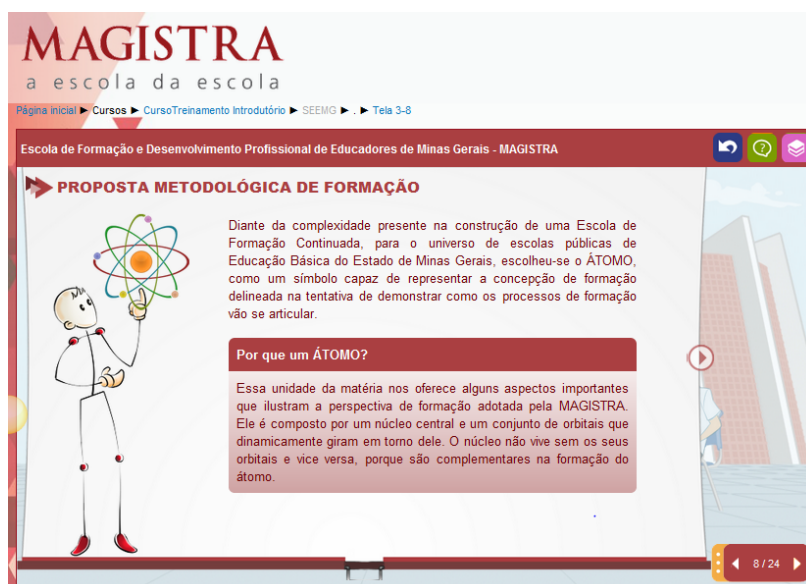 MAGISTRA
a escola da escola
Página inicial ► Cursos ► CursoTreinamento Introdutório ► SEEMG ► . ► Tela 3-8
Escola de Formação e Desenvolvimento Profissional de Educadores de Minas Gerais - MAGISTRA
PROPOSTA METODOLÓGICA DE FORMAÇÃO
Diante da complexidade presente na construção de uma Escola de
Formação Continuada, para o universo de escolas públicas de
Educação Básica do Estado de Minas Gerais, escolheu-se o ÁTOMO,
como um símbolo capaz de representar a concepção de formação
delineada na tentativa de demonstrar como os processos de formação
vão se articular.
Por que um ÁTOMO?
Essa unidade da matéria nos oferece alguns aspectos importantes
que ilustram a perspectiva de formação adotada pela MAGISTRA.
Ele é composto por um núcleo central e um conjunto de orbitais que
dinamicamente giram em torno dele. O núcleo não vive sem os seus
orbitais e vice versa, porque são complementares na formação do
átomo.
8 / 24